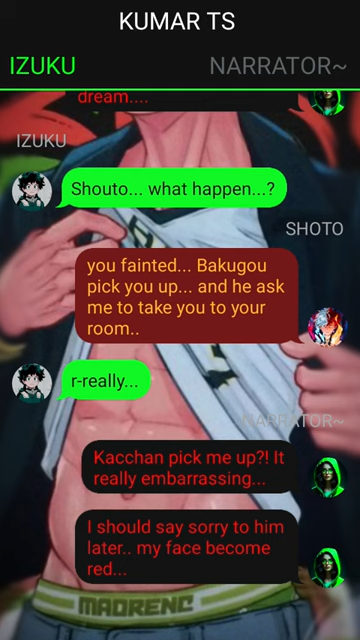 KUMAR TS
IZUKU
NARRATOR~
dream....
IZUKU
Shouto... what happen...?
SHOTO
you fainted... Bakugou
pick you up... and he ask
me to take you to your
room..
r-really...
NARRATOR~
Kacchan pick me up?! It
really embarrassing...
I should say sorry to him
later.. my face become
red...
MADRENC